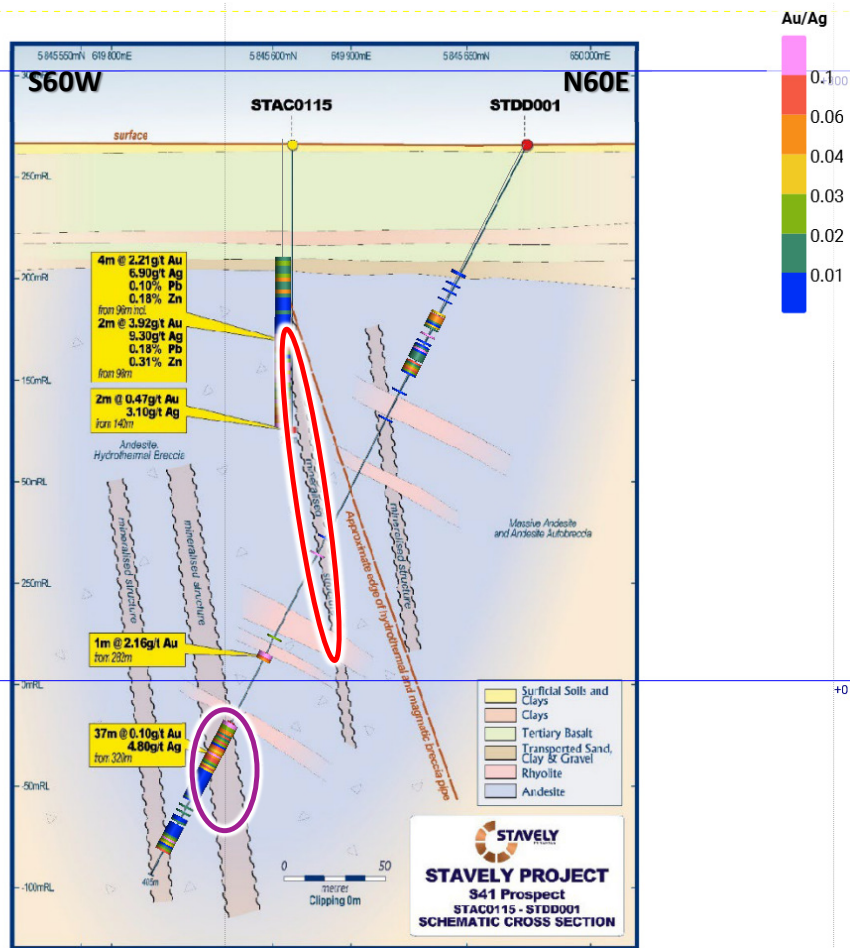 Au/Ag
0.1
0.06
0.04
0.03
0.02
0.01
+0
5 845 550mN 619 800mE
5 845 600mN
649 900mE
5 845 650mN
650 000mE
S60W
N60E
STAC0115
STDD001
surface
250mRL
200mRL
150mRL
50mRL
250mRL
0mRL
-50mRL
-100mRL
4m @ 2.21g/t Au
6.90g/t Ag
0.10% Pb
0.18% Zn
from 98m incl.
2m @ 3.92g/t Au
9.30g/t Ag
0.18% Pb
0.31% Zn
from 98m
2m @ 0.47g/t Au
3.10g/t Ag
from 140m
Andesite,
Hydrothermal Breccia
mineralised structure
mineralised structure
mineralised
mineralised structure
Approximate edge of hydrothermal and magmatic breccia pipe
Massive Andesite
and Andesite Autobreccia
1m @ 2.16g/t Au
from 282m
37m @ 0.10g/t Au
4.80g/t Ag
from 328m
Surficial Soils and
Clays
Clays
Tertiary Basalt
Transported Sand,
Clay & Gravel
Rhyolite
Andesite
0
50
metres
Clipping 0m
STAVELY
STAVELY PROJECT
S41 Prospect
STAC0115 - STDD001
SCHEMATIC CROSS SECTION